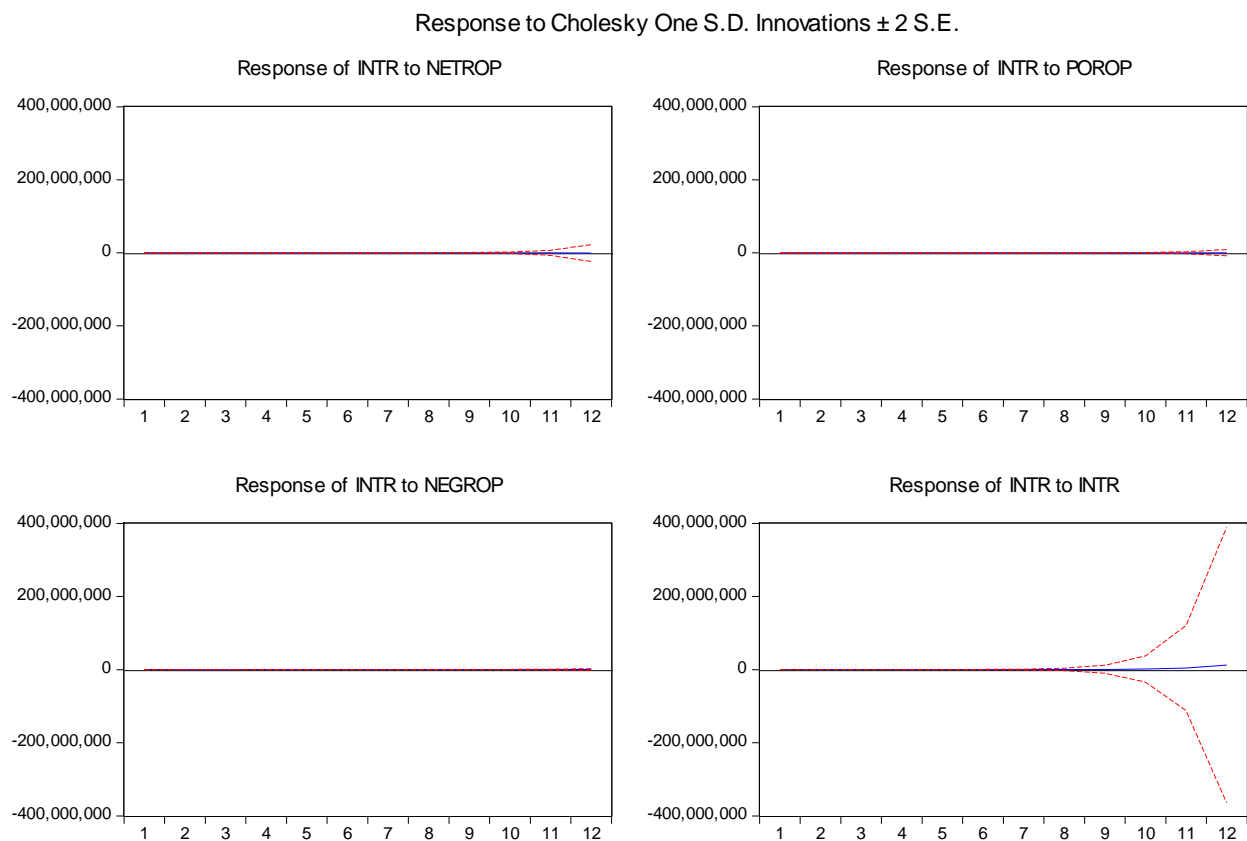 Response to Cholesky One S.D. Innovations ± 2 S.E.
Response of INTR to NETROP
400,000,000
200,000,000
0
-200,000,000
-400,000,000
1 2 3 4 5 6 7 8 9 10 11 12
Response of INTR to POROP
400,000,000
200,000,000
0
-200,000,000
-400,000,000
1 2 3 4 5 6 7 8 9 10 11 12
Response of INTR to NEGROP
400,000,000
200,000,000
0
-200,000,000
-400,000,000
1 2 3 4 5 6 7 8 9 10 11 12
Response of INTR to INTR
400,000,000
200,000,000
0
-200,000,000
-400,000,000
1 2 3 4 5 6 7 8 9 10 11 12